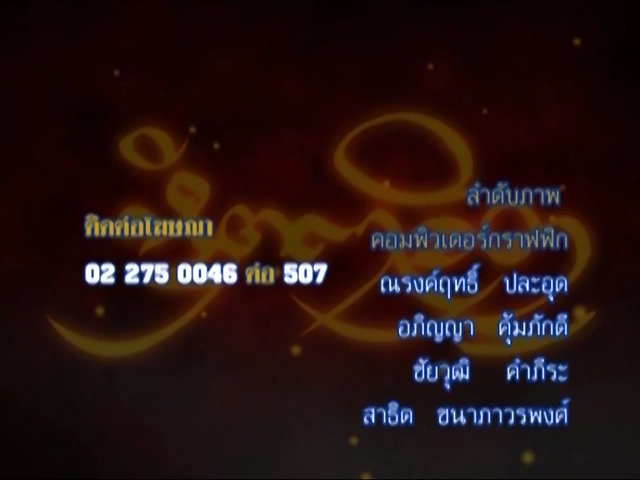 ติดต่อโฆษณา
02 275 0046 ต่อ 507
ลำดับภาพ
คอมพิวเตอร์กราฟฟิก
ณรงค์ฤทธิ์ ปละอุด
อภิญญา คุ้มภักดี
ชัยวุฒิ คำภีระ
สาธิต ชนาภาวรพงศ์